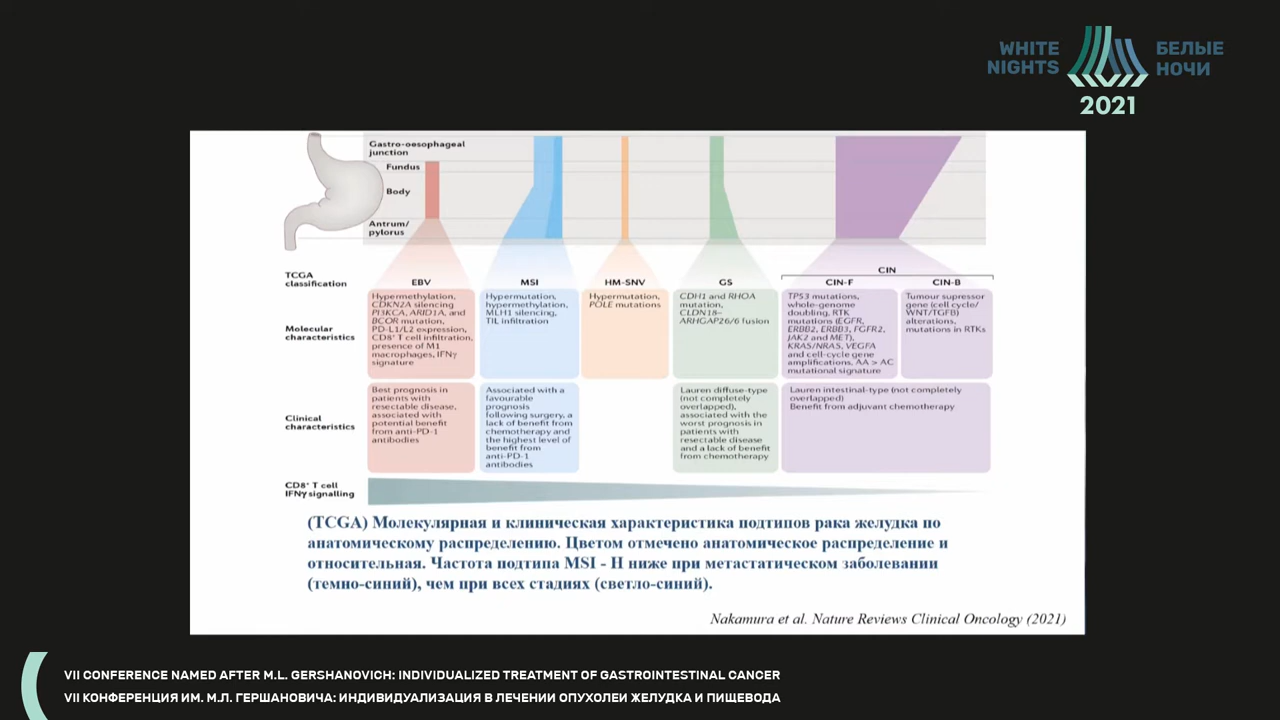 WHITE
NIGHTS
БЕЛЫЕ
НОЧИ
2021
Gastro-oesophageal
junction
Fundus
Body
Antrum/
pylorus
TCGA
classification
EBV
MSI
HM-SNV
GS
CIN
CIN-F
CIN-B
Molecular
characteristics
Hypermethylation,
CDKN2A silencing
PI3KCA, ARID1A, and
BCOR mutation,
PD-L1/L2 expression,
CD8⁺ T cell infiltration,
presence of M1
macrophages, IFNγ
signature
Hypermutation,
hypermethylation,
MLH1 silencing,
TIL infiltration
Hypermutation,
POLE mutations
CDH1 and RHOA
mutation,
CLDN18–
ARHGAP26/6 fusion
TP53 mutations,
whole-genome
doubling, RTK
mutations (EGFR,
ERBB2, ERBB3, FGFR2,
JAK2 and MET),
KRAS/NRAS, VEGFA
and cell-cycle gene
amplifications, AA > AC
mutational signature
Tumour supressor
gene (cell cycle/
WNT/TGFB)
alterations,
mutations in RTKs
Clinical
characteristics
Best prognosis in
patients with
resectable disease,
associated with
potential benefit
from anti-PD-1
antibodies
Associated with a
favourable
prognosis
following surgery, a
lack of benefit from
chemotherapy and
the highest level of
benefit from
anti-PD-1
antibodies
Lauren diffuse-type
(not completely
overlapped),
associated with the
worst prognosis in
patients with
resectable disease
and a lack of benefit
from chemotherapy
Lauren intestinal-type (not completely
overlapped)
Benefit from adjuvant chemotherapy
CD8⁺ T cell
IFNγ signalling
(TCGA) Молекулярная и клиническая характеристика подтипов рака желудка по
анатомическому распределению. Цветом отмечено анатомическое распределение и
относительная. Частота подтипа MSI - H ниже при метастатическом заболевании
(темно-синий), чем при всех стадиях (светло-синий).
Nakamura et al. Nature Reviews Clinical Oncology (2021)
VII CONFERENCE NAMED AFTER M.L. GERSHANOVICH: INDIVIDUALIZED TREATMENT OF GASTROINTESTINAL CANCER
VII КОНФЕРЕНЦИЯ ИМ. М.Л. ГЕРШАНОВИЧА: ИНДИВИДУАЛИЗАЦИЯ В ЛЕЧЕНИИ ОПУХОЛЕИ ЖЕЛУДКА И ПИЩЕВОДА